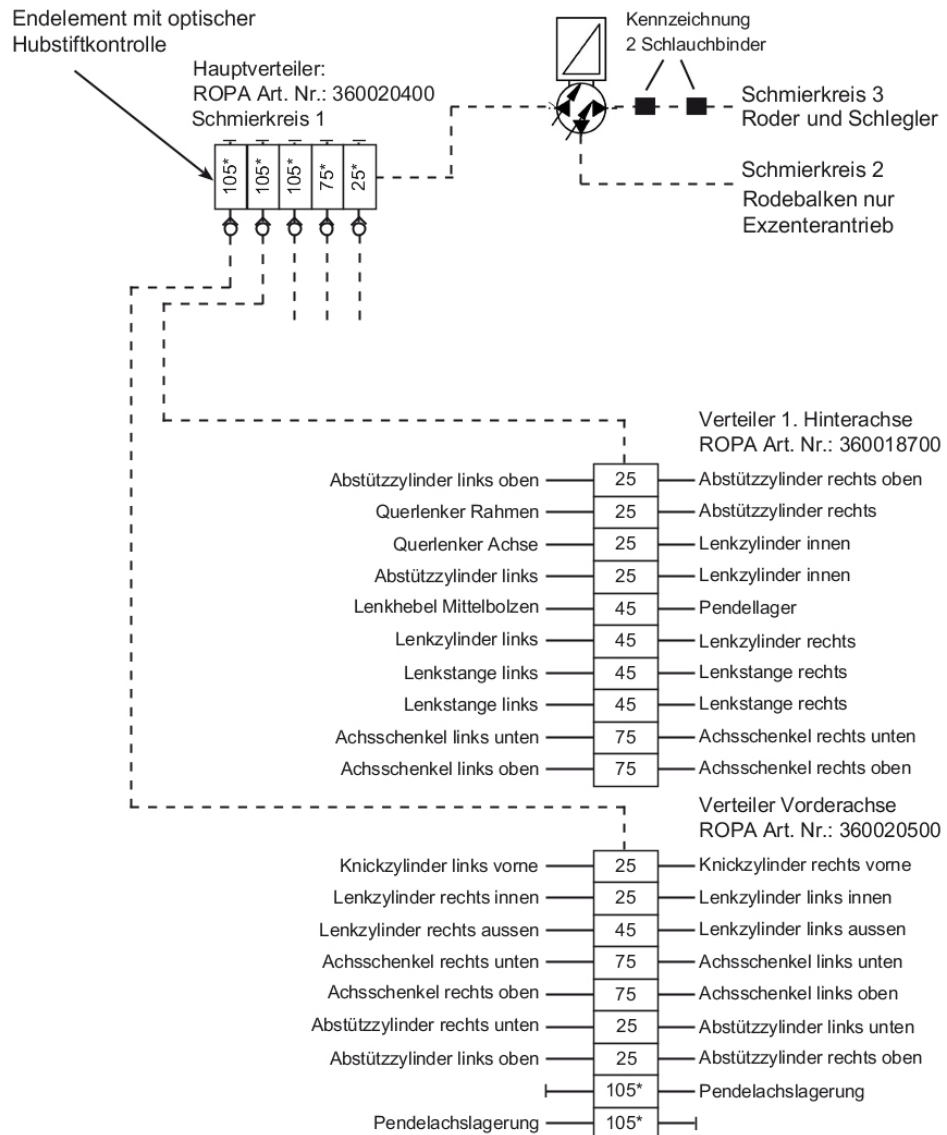 Endelement mit optischer
Hubstiftkontrolle
Hauptverteiler:
ROPA Art. Nr.: 360020400
Schmierkreis 1
105* 105* 105* 75* 25*
Kennzeichnung
2 Schlauchbinder
Schmierkreis 3
Roder und Schlegler
Schmierkreis 2
Rodebalken nur
Exzenterantrieb
Verteiler 1. Hinterachse
ROPA Art. Nr.: 360018700
Abstützzylinder links oben 25 Abstützzylinder rechts oben
Querlenker Rahmen 25 Abstützzylinder rechts
Querlenker Achse 25 Lenkzylinder innen
Abstützzylinder links 25 Lenkzylinder innen
Lenkhebel Mittelbolzen 45 Pendellager
Lenkzylinder links 45 Lenkzylinder rechts
Lenkstange links 45 Lenkstange rechts
Lenkstange links 45 Lenkstange rechts
Achsschenkel links unten 75 Achsschenkel rechts unten
Achsschenkel links oben 75 Achsschenkel rechts oben
Verteiler Vorderachse
ROPA Art. Nr.: 360020500
Knickzylinder links vorne 25 Knickzylinder rechts vorne
Lenkzylinder rechts innen 25 Lenkzylinder links innen
Lenkzylinder rechts aussen 45 Lenkzylinder links aussen
Achsschenkel rechts unten 75 Achsschenkel links unten
Achsschenkel rechts oben 75 Achsschenkel links oben
Abstützzylinder rechts unten 25 Abstützzylinder links unten
Abstützzylinder links oben 25 Abstützzylinder rechts oben
105* Pendelachslagerung
Pendelachslagerung 105*